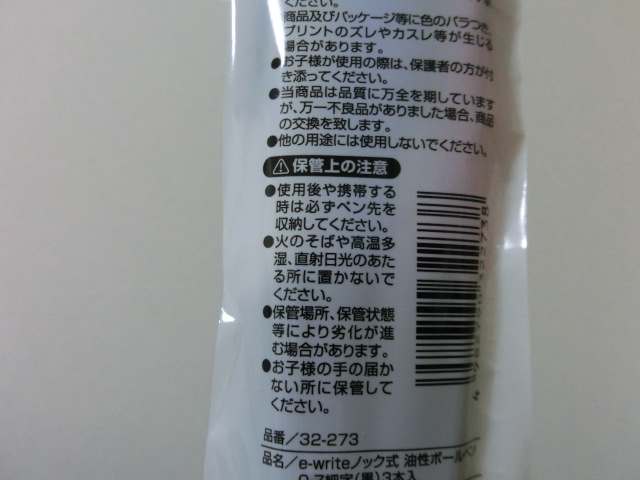 ください。
商品及びパッケージ等に色のバラつき、
プリントのズレやカスレ等が生じる
場合があります。
●お子様が使用の際は、保護者の方が付
き添ってください。
●当商品は品質に万全を期しています
が、万一不良品がありました場合、商品
の交換を致します。
●他の用途には使用しないでください。
⚠保管上の注意
●使用後や携帯する
時は必ずペン先を
収納してください。
●火のそばや高温多
湿、直射日光のあた
る所に置かないで
ください。
●保管場所、保管状態
等により劣化が進
む場合があります。
●お子様の手の届か
ない所に保管して
ください。
品番/32-273
品名/e-writeノック式 油性ボールペン
0.7細字(黒)3本入